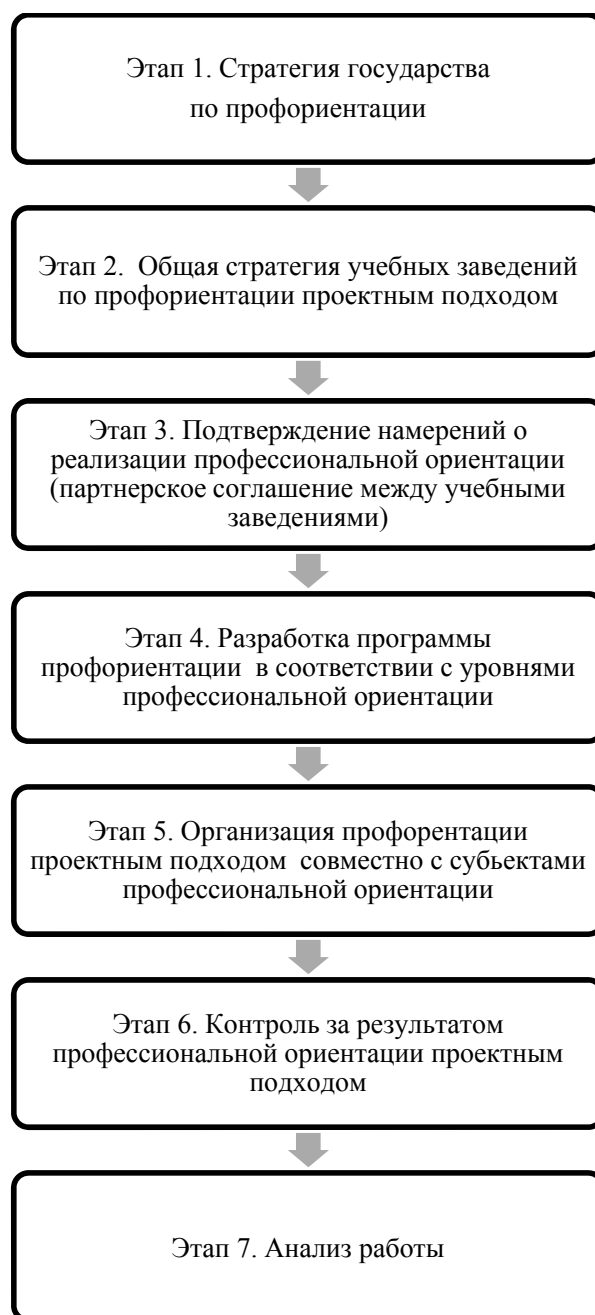 Этап 1. Стратегия государства
по профориентации
Этап 2.  Общая стратегия учебных заведений
по профориентации проектным подходом
Этап 3. Подтверждение намерений о
реализации профессиональной ориентации
(партнерское соглашение между учебными
заведениями)
Этап 4. Разработка программы
профориентации  в соответствии с уровнями
профессиональной ориентации
Этап 5. Организация профорентации
проектным подходом  совместно с субьектами
профессиональной ориентации
Этап 6. Контроль за результатом
профессиональной ориентации проектным
подходом
Этап 7. Анализ работы